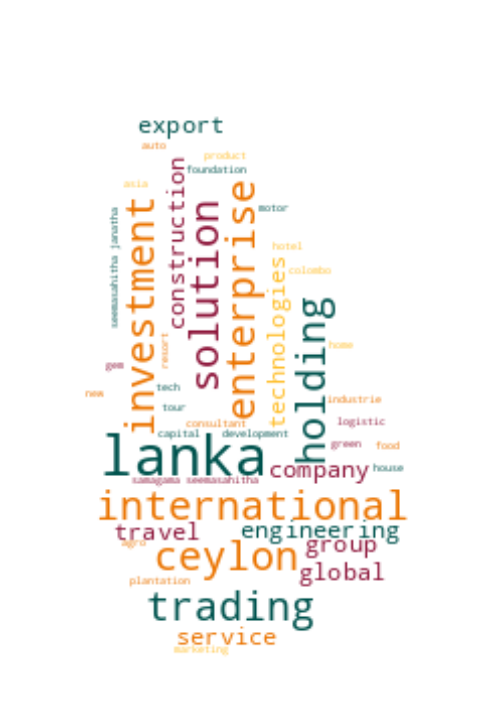 export
auto
product
construction
foundation
asia
enterprise
investment
solution
motor
seemasahitha janatha
hotel
technologies
colombo
holding
resort
home
gem
tech
new
industrie
tour
consultant
logistic
capital
development
lanka
green
food
company
house
samagama seemasahitha
international
travel
engineering
agro
ceylon
group
global
plantation
trading
service
marketing